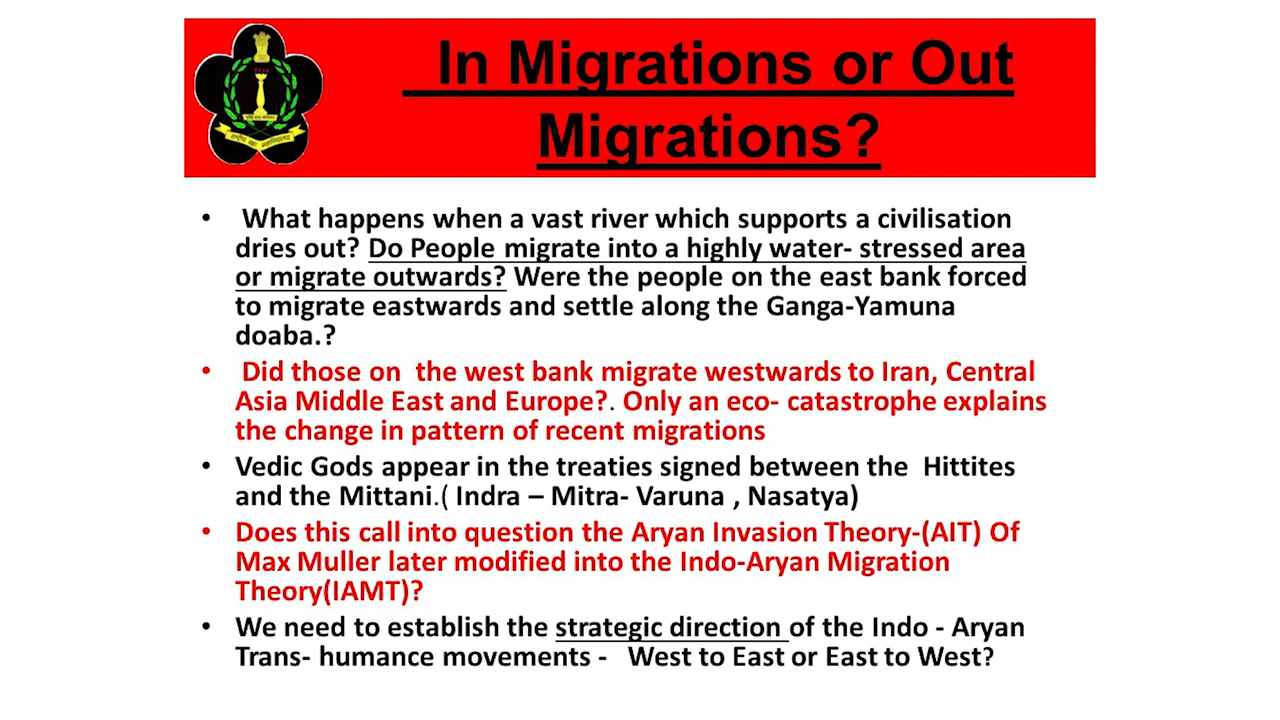 In Migrations or Out
Migrations?
• What happens when a vast river which supports a civilisation
dries out? Do People migrate into a highly water- stressed area
or migrate outwards? Were the people on the east bank forced
to migrate eastwards and settle along the Ganga-Yamuna
doaba.?
• Did those on the west bank migrate westwards to Iran, Central
Asia Middle East and Europe?. Only an eco- catastrophe explains
the change in pattern of recent migrations
• Vedic Gods appear in the treaties signed between the Hittites
and the Mittani.( Indra – Mitra- Varuna , Nasatya)
• Does this call into question the Aryan Invasion Theory-(AIT) Of
Max Muller later modified into the Indo-Aryan Migration
Theory(IAMT)?
• We need to establish the strategic direction of the Indo - Aryan
Trans- humance movements - West to East or East to West?